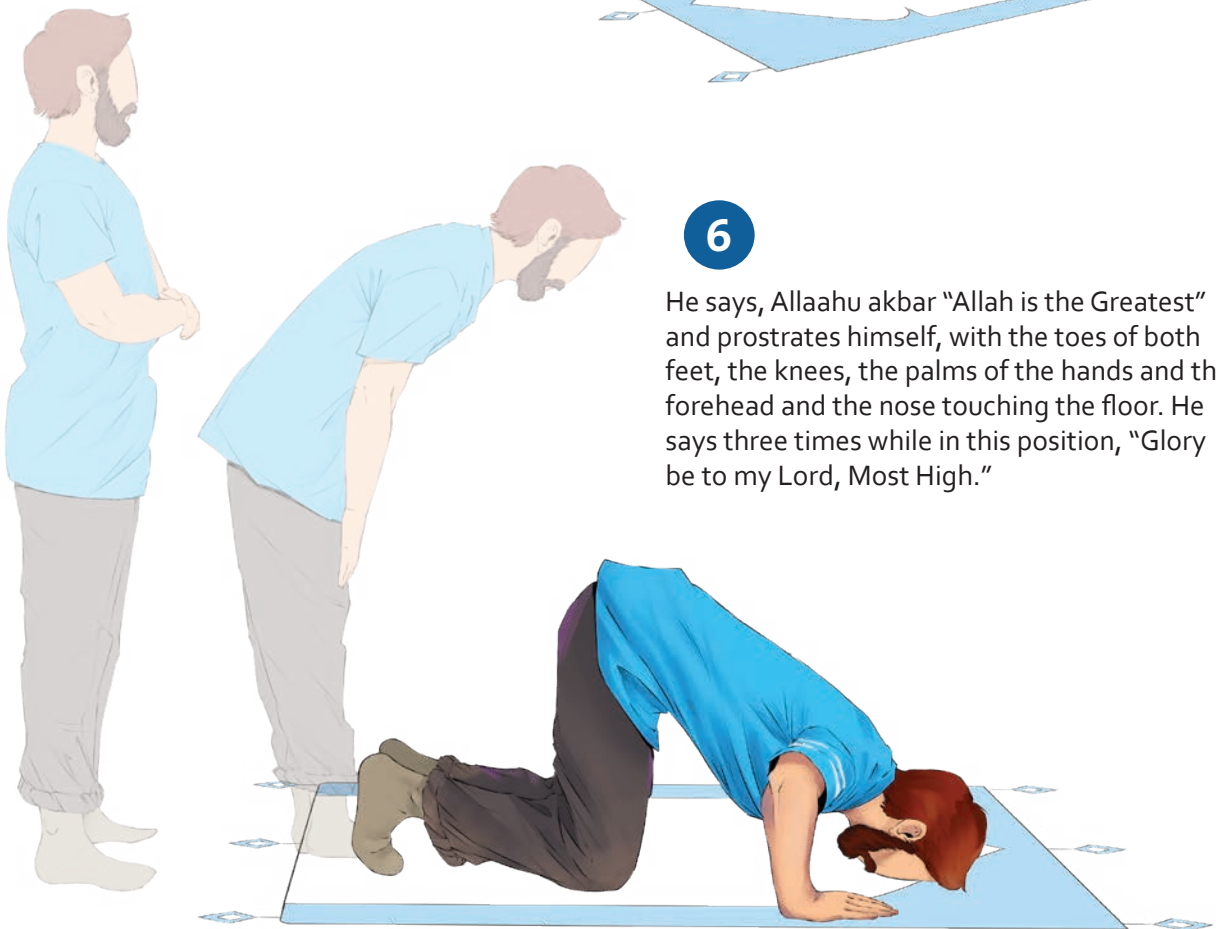 6
He says, Allaahu akbar “Allah is the Greatest”
and prostrates himself, with the toes of both
feet, the knees, the palms of the hands and th
forehead and the nose touching the floor. He
says three times while in this position, “Glory
be to my Lord, Most High.”